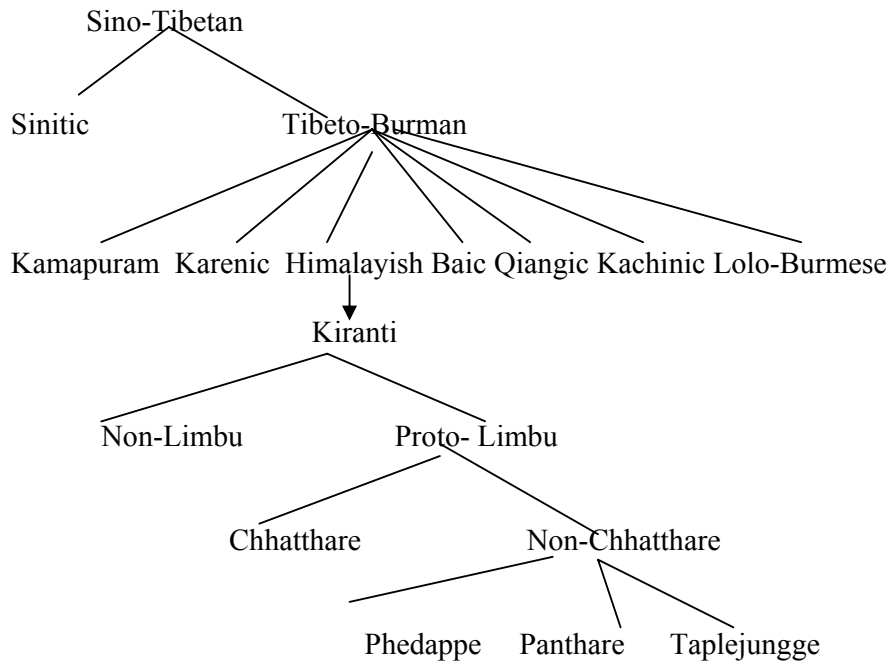 Sino-Tibetan
Sinitic Tibeto-Burman
Kamapuram Karenic Himalayish Baic Qiangic Kachinic Lolo-Burmese
Kiranti
Non-Limbu Proto- Limbu
Chhatthare Non-Chhatthare
Phedappe Panthare Taplejungge